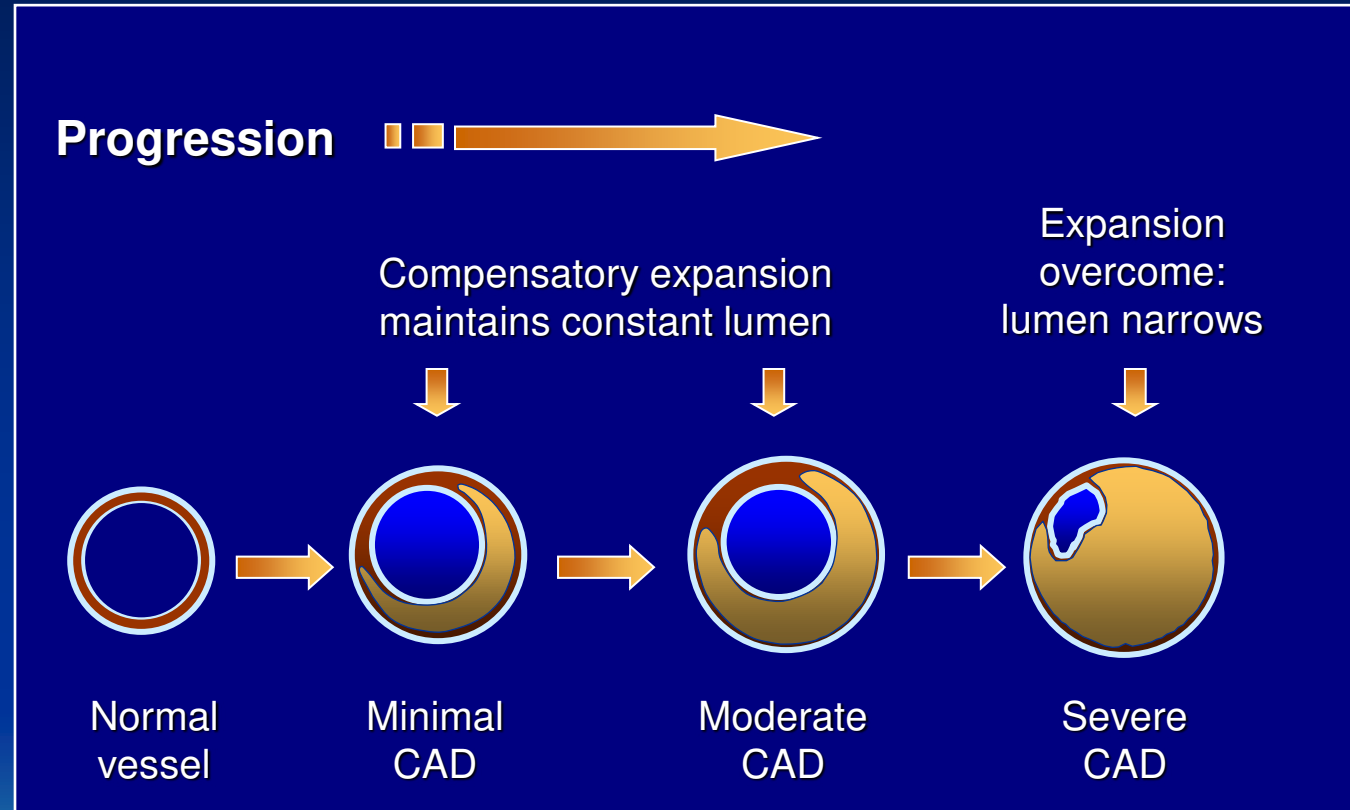 Progression
Compensatory expansion
maintains constant lumen
Expansion
overcome:
lumen narrows
Normal
vessel
Minimal
CAD
Moderate
CAD
Severe
CAD